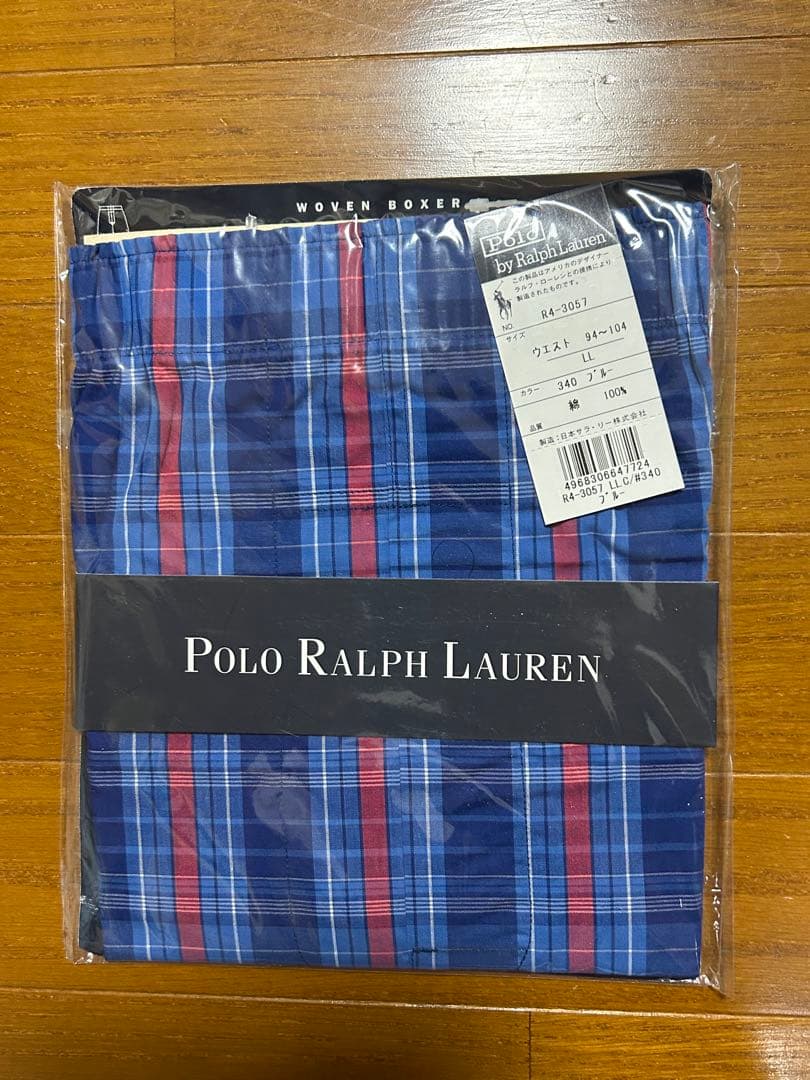 WOVEN BOXER
Polo
by Ralph Lauren
この製品はアメリカのデザイナー
ラルフ・ローレンとの提携により
製造されたものです。
NO. R4-3057
サイズ
ウエスト 94～104
LL
カラー 340 ブルー
品質 綿 100%
製造：日本サラ・リー株式会社
4968306647724
R4-3057 LLC/#340
ブルー
POLO RALPH LAUREN